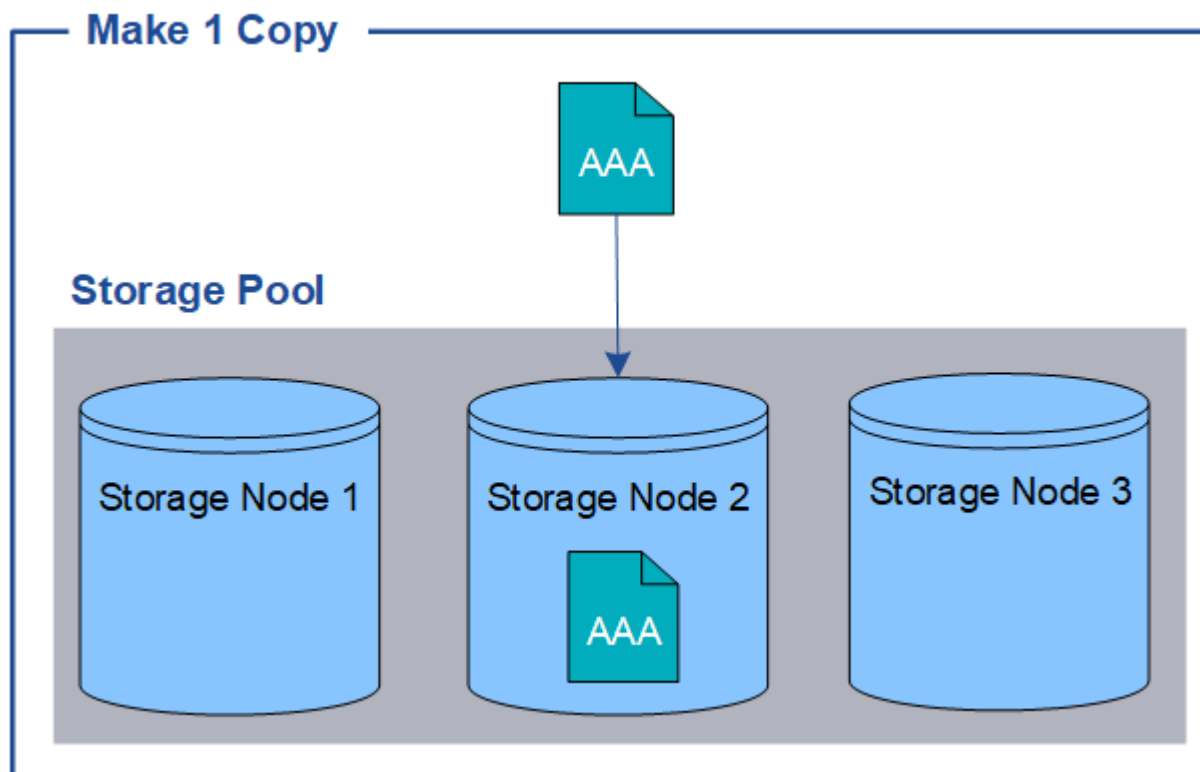 Make 1 Copy
AAA
Storage Pool
Storage Node 1
Storage Node 2
Storage Node 3
AAA